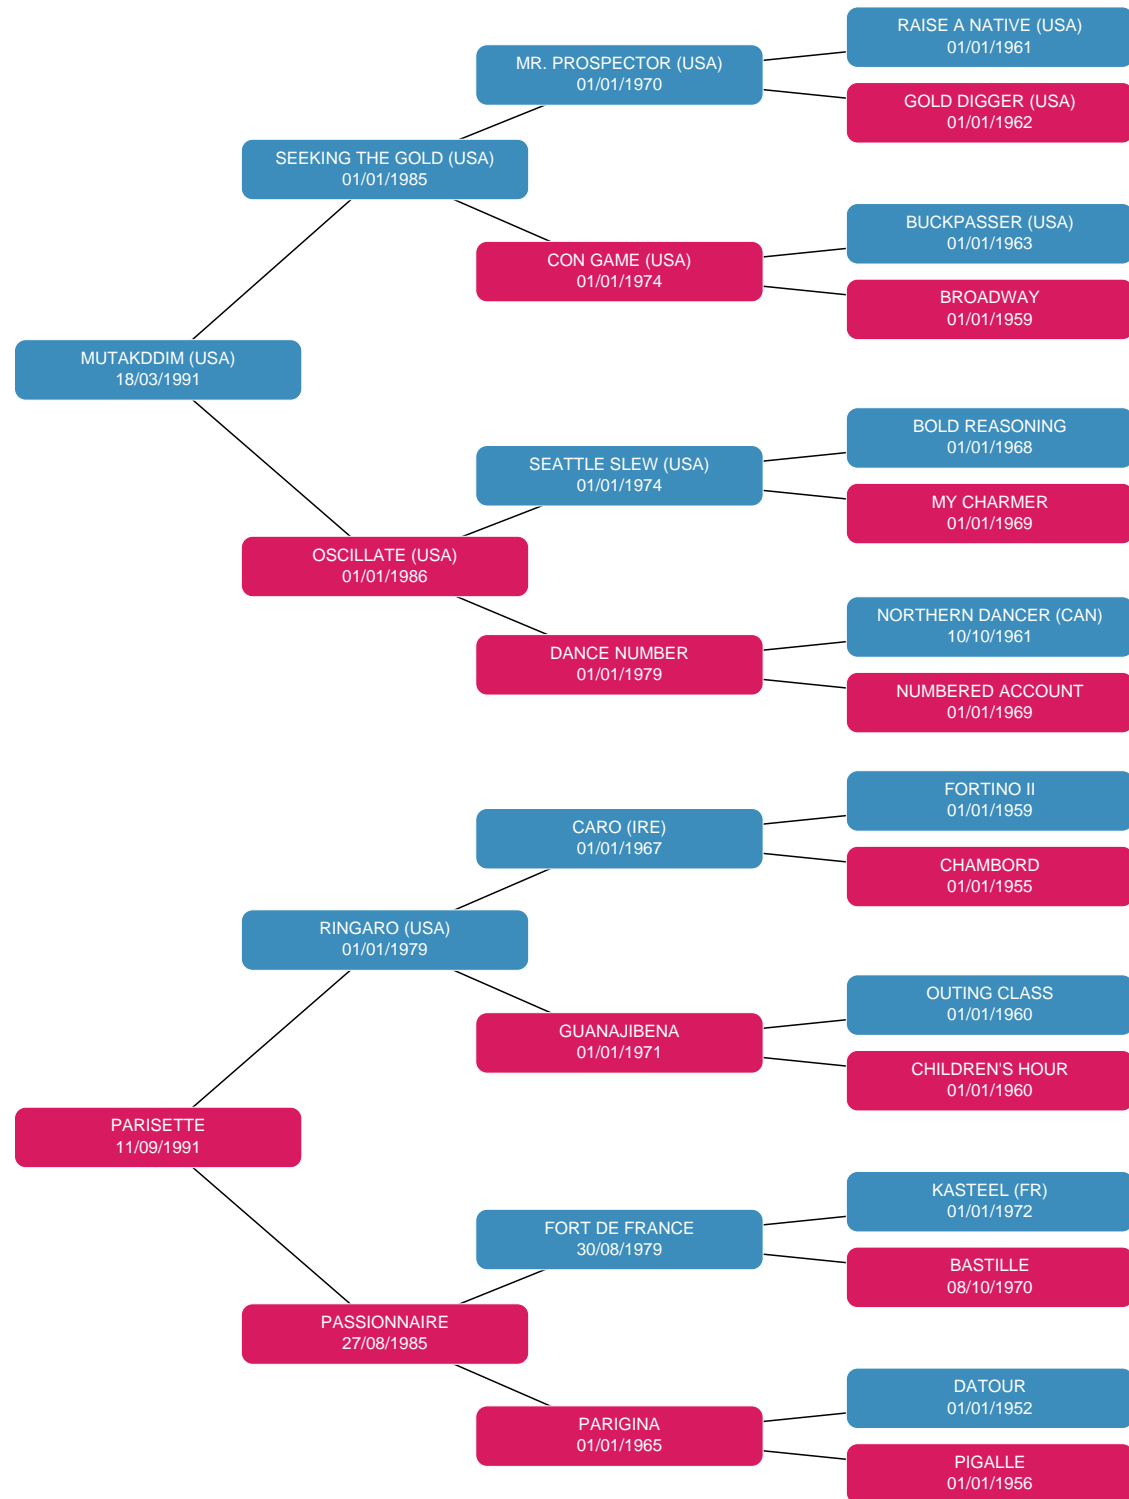 RAISE A NATIVE (USA)
01/01/1961
MR. PROSPECTOR (USA)
01/01/1970
GOLD DIGGER (USA)
01/01/1962
SEEKING THE GOLD (USA)
01/01/1985
BUCKPASSER (USA)
01/01/1963
CON GAME (USA)
01/01/1974
BROADWAY
01/01/1959
MUTAKDDIM (USA)
18/03/1991
BOLD REASONING
01/01/1968
SEATTLE SLEW (USA)
01/01/1974
MY CHARMER
01/01/1969
OSCILLATE (USA)
01/01/1986
NORTHERN DANCER (CAN)
10/10/1961
DANCE NUMBER
01/01/1979
NUMBERED ACCOUNT
01/01/1969
FORTINO II
01/01/1959
CARO (IRE)
01/01/1967
CHAMBORD
01/01/1955
RINGARO (USA)
01/01/1979
OUTING CLASS
01/01/1960
GUANAJIBENA
01/01/1971
CHILDREN'S HOUR
01/01/1960
PARISETTE
11/09/1991
KASTEEL (FR)
01/01/1972
FORT DE FRANCE
30/08/1979
BASTILLE
08/10/1970
PASSIONNAIRE
27/08/1985
DATOUR
01/01/1952
PARIGINA
01/01/1965
PIGALLE
01/01/1956